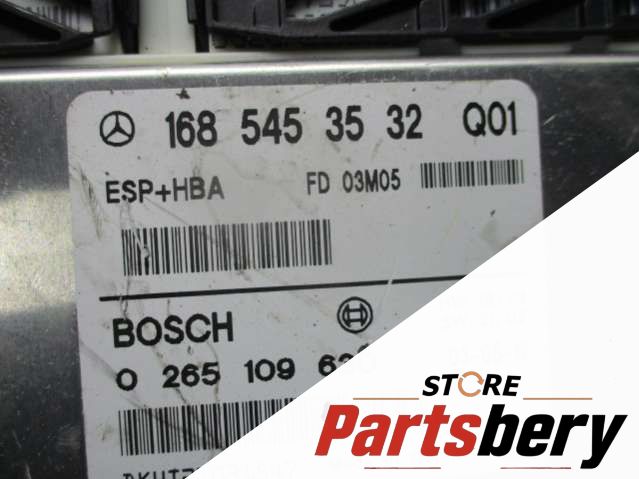 168 545 35 32 Q01
ESP+HBA FD 03M05
BOSCH
0 265 109
STORE
Partsbery